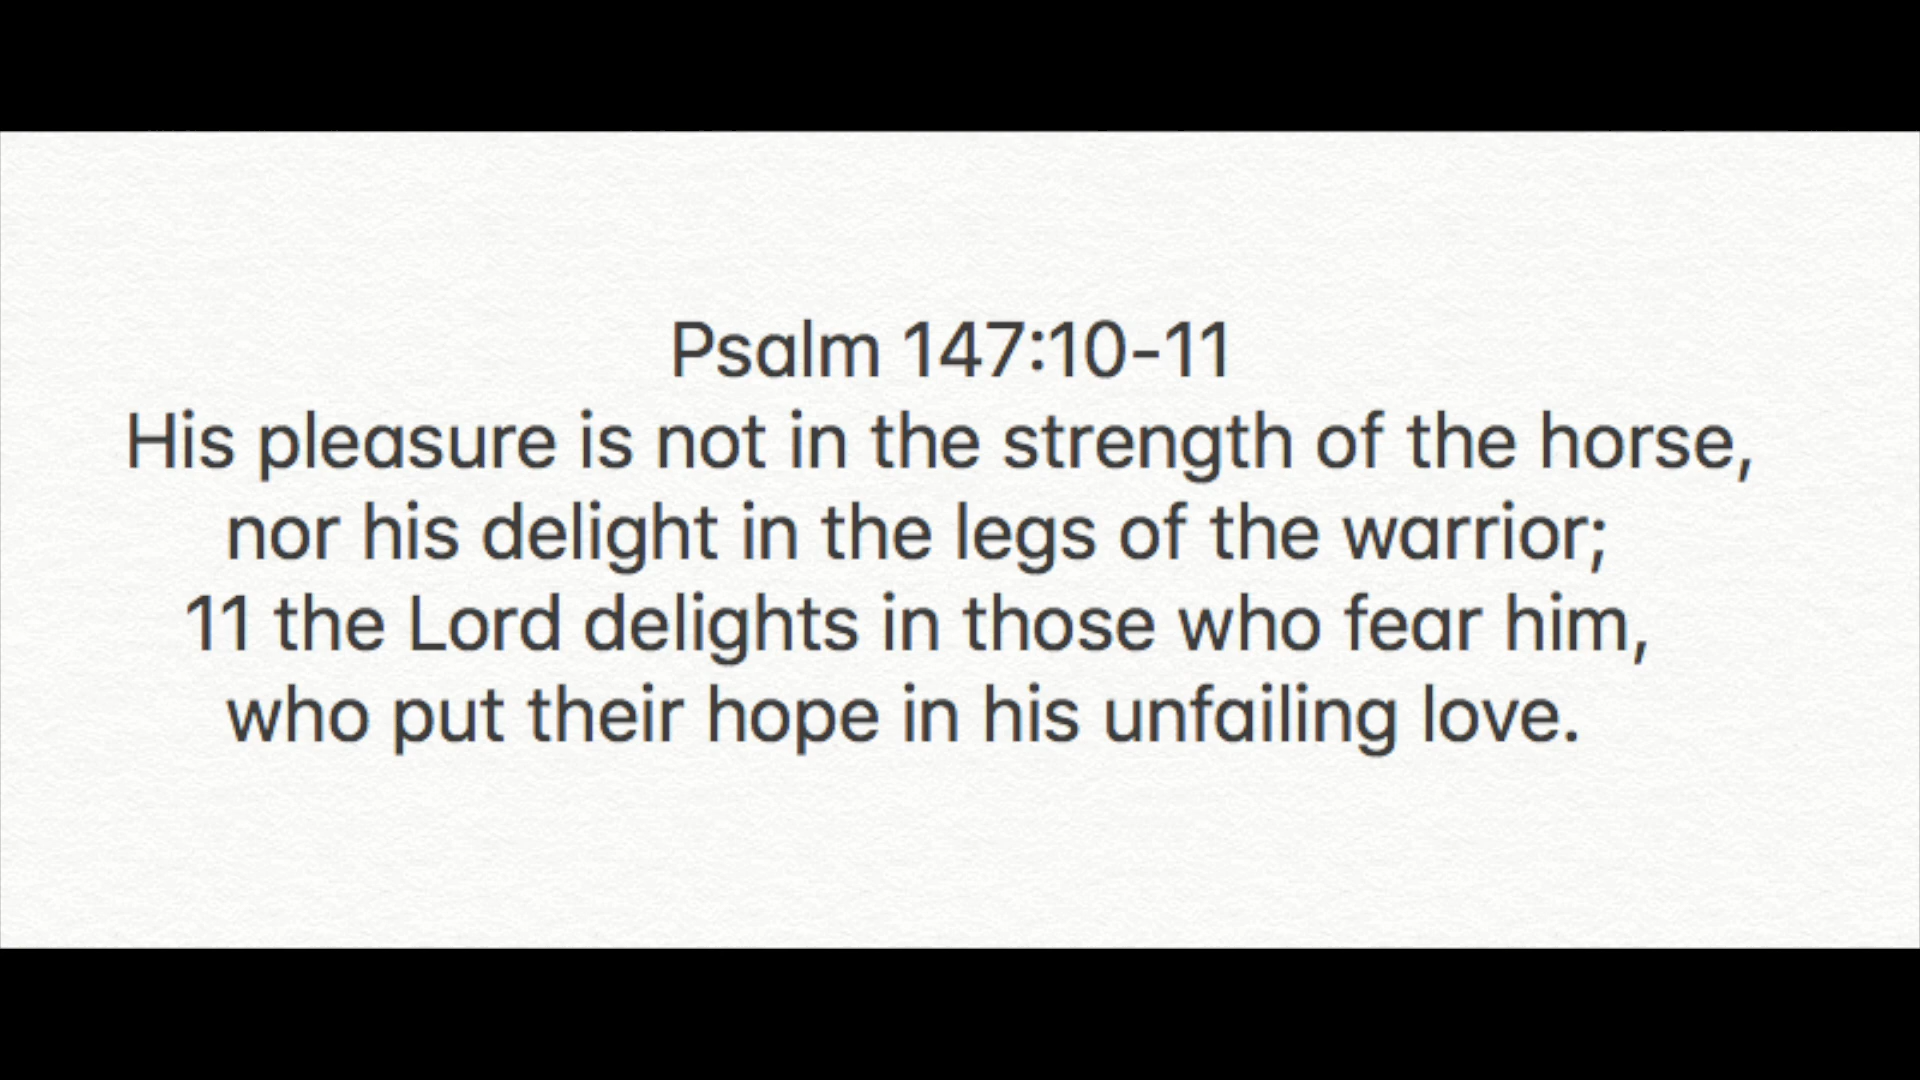 Psalm 147:10-11
His pleasure is not in the strength of the horse,
nor his delight in the legs of the warrior;
11 the Lord delights in those who fear him,
who put their hope in his unfailing love.